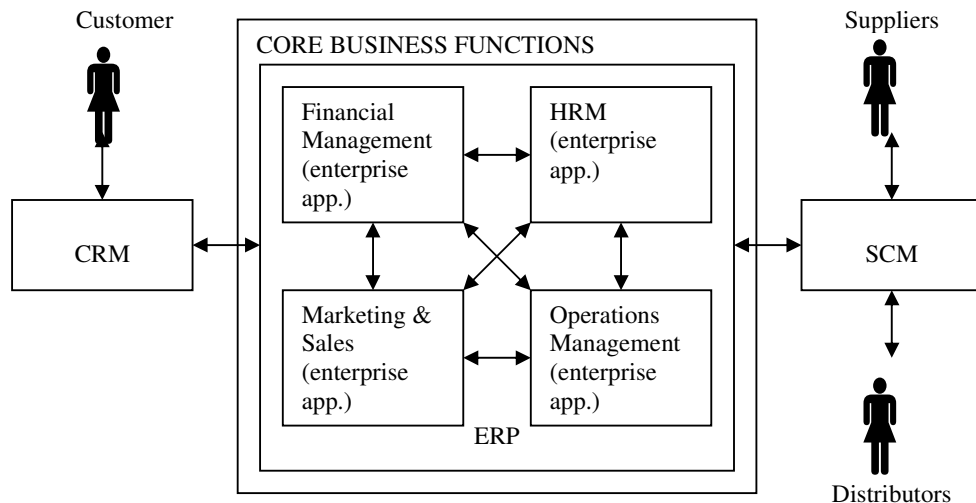 Customer
Suppliers
CORE BUSINESS FUNCTIONS
Financial
Management
(enterprise
app.)
HRM
(enterprise
app.)
CRM
SCM
Marketing &
Sales
(enterprise
app.)
Operations
Management
(enterprise
app.)
ERP
Distributors